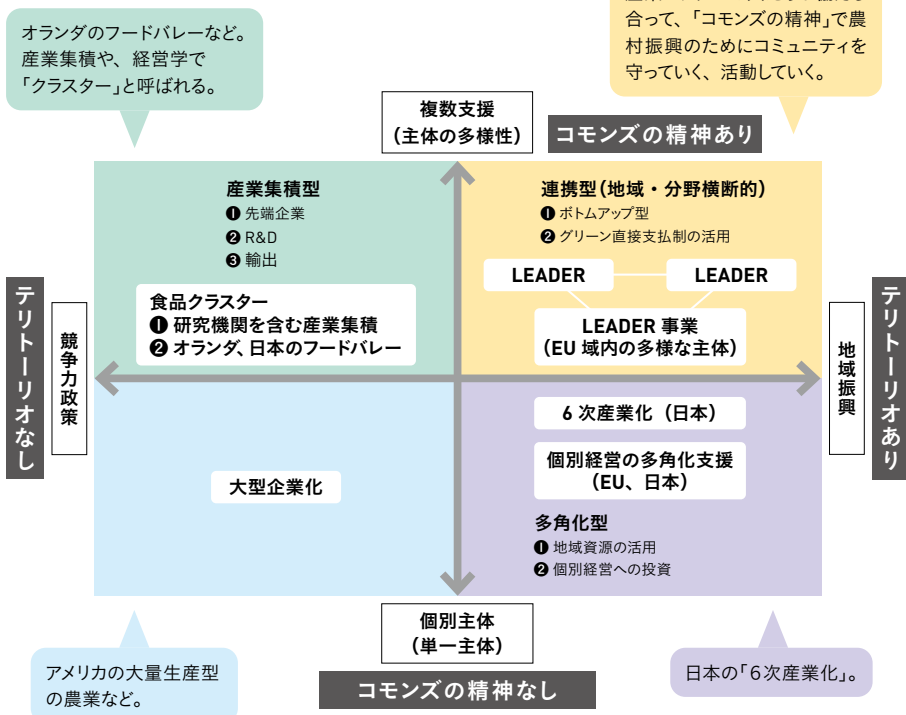 オランダのフードバレーなど。
産業集積や、経営学で
「クラスター」と呼ばれる。
合って、「コモンズの精神」で農
村振興のためにコミュニティを
守っていく、活動していく。
複数支援
(主体の多様性)
コモンズの精神あり
産業集積型
❶ 先端企業
❷ R&D
❸ 輸出
連携型(地域・分野横断的)
❶ ボトムアップ型
❷ グリーン直接支払制の活用
LEADER
LEADER
LEADER 事業
(EU 域内の多様な主体)
食品クラスター
❶ 研究機関を含む産業集積
❷ オランダ、日本のフードバレー
テリトーリオなし
競争力政策
地域振興
テリトーリオあり
大型企業化
6 次産業化(日本)
個別経営の多角化支援
(EU、日本)
多角化型
❶ 地域資源の活用
❷ 個別経営への投資
個別主体
(単一主体)
コモンズの精神なし
アメリカの大量生産型
の農業など。
日本の「6次産業化」。